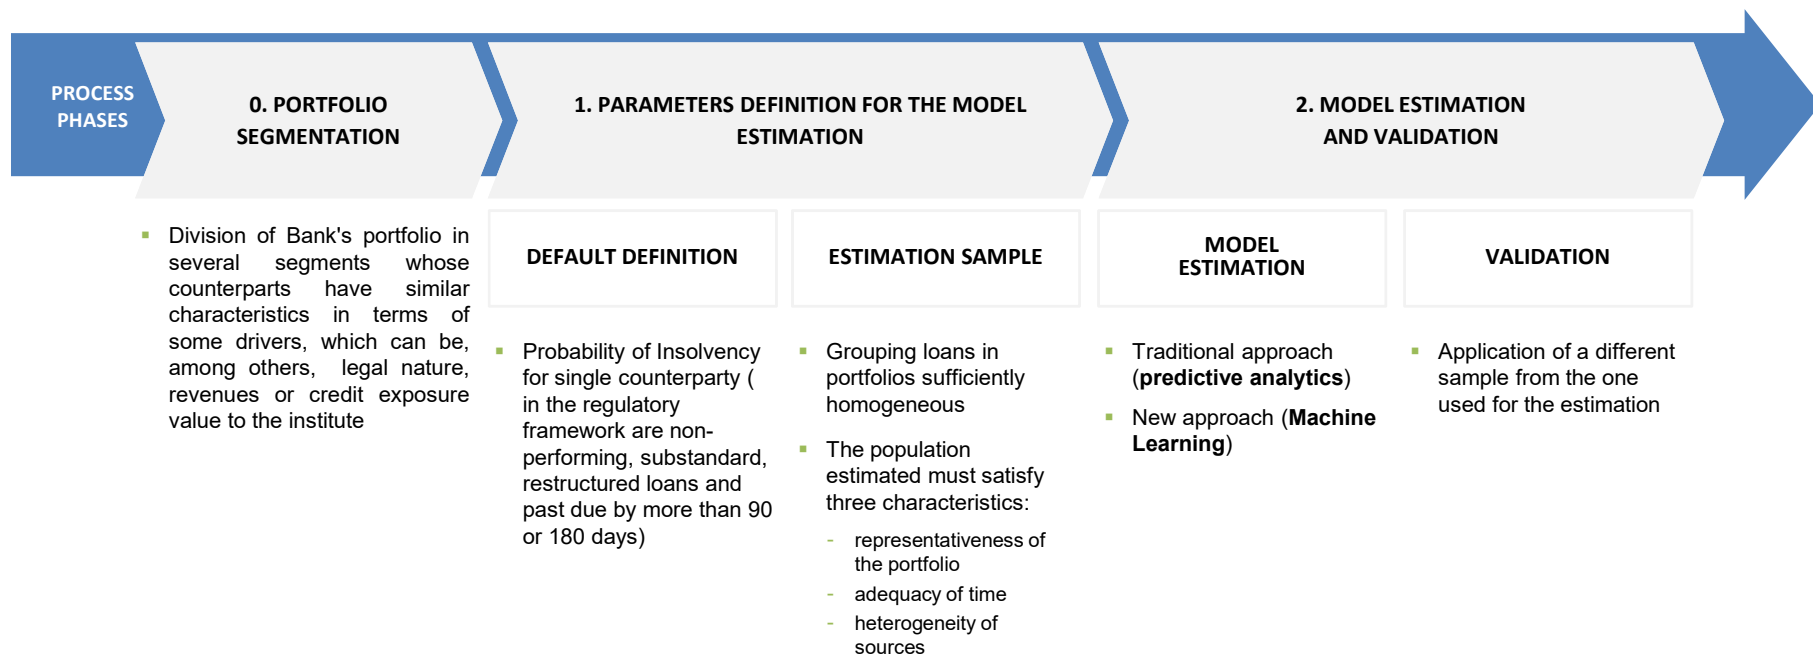 PROCESS
PHASES
0. PORTFOLIO
SEGMENTATION
1. PARAMETERS DEFINITION FOR THE MODEL
ESTIMATION
2. MODEL ESTIMATION
AND VALIDATION
▪ Division of Bank's portfolio in
several segments whose
counterparts have similar
characteristics in terms of
some drivers, which can be,
among others, legal nature,
revenues or credit exposure
value to the institute
DEFAULT DEFINITION
▪ Probability of Insolvency
for single counterparty (
in the regulatory
framework are non-
performing, substandard,
restructured loans and
past due by more than 90
or 180 days)
ESTIMATION SAMPLE
▪ Grouping loans in
portfolios sufficiently
homogeneous
▪ The population
estimated must satisfy
three characteristics:
- representativeness of
the portfolio
- adequacy of time
- heterogeneity of
sources
MODEL
ESTIMATION
▪ Traditional approach
(predictive analytics)
▪ New approach (Machine
Learning)
VALIDATION
▪ Application of a different
sample from the one
used for the estimation